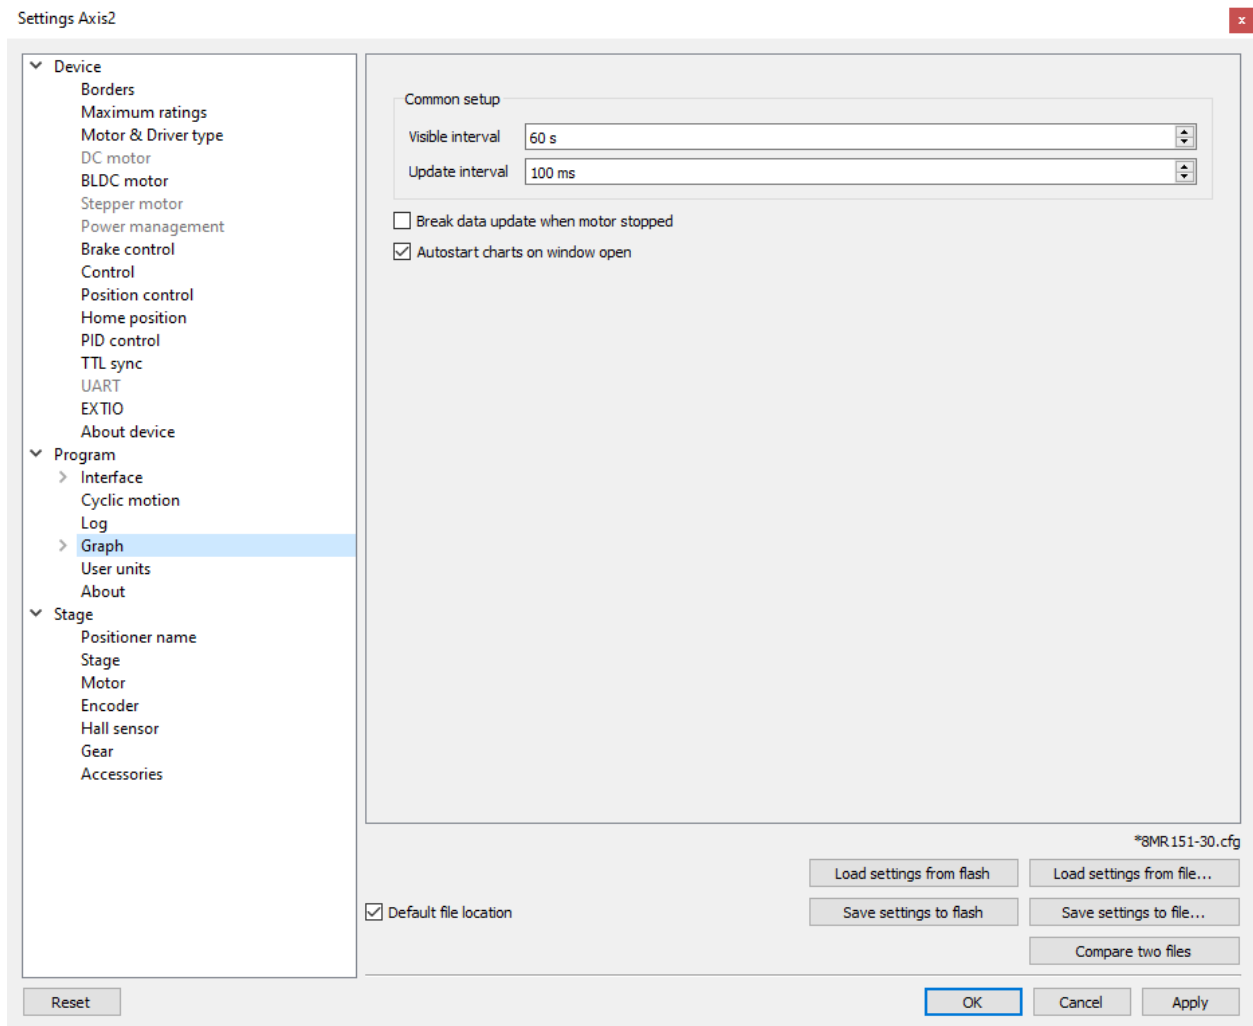 Settings Axis2
x
Device
Borders
Maximum ratings
Motor & Driver type
DC motor
BLDC motor
Stepper motor
Power management
Brake control
Control
Position control
Home position
PID control
TTL sync
UART
EXTIO
About device
Program
Interface
Cyclic motion
Log
Graph
User units
About
Stage
Positioner name
Stage
Motor
Encoder
Hall sensor
Gear
Accessories
Common setup
Visible interval 60 s
Update interval 100 ms
Break data update when motor stopped
Autostart charts on window open
*8MR151-30.cfg
Load settings from flash Load settings from file...
Default file location Save settings to flash Save settings to file...
Compare two files
Reset OK Cancel Apply